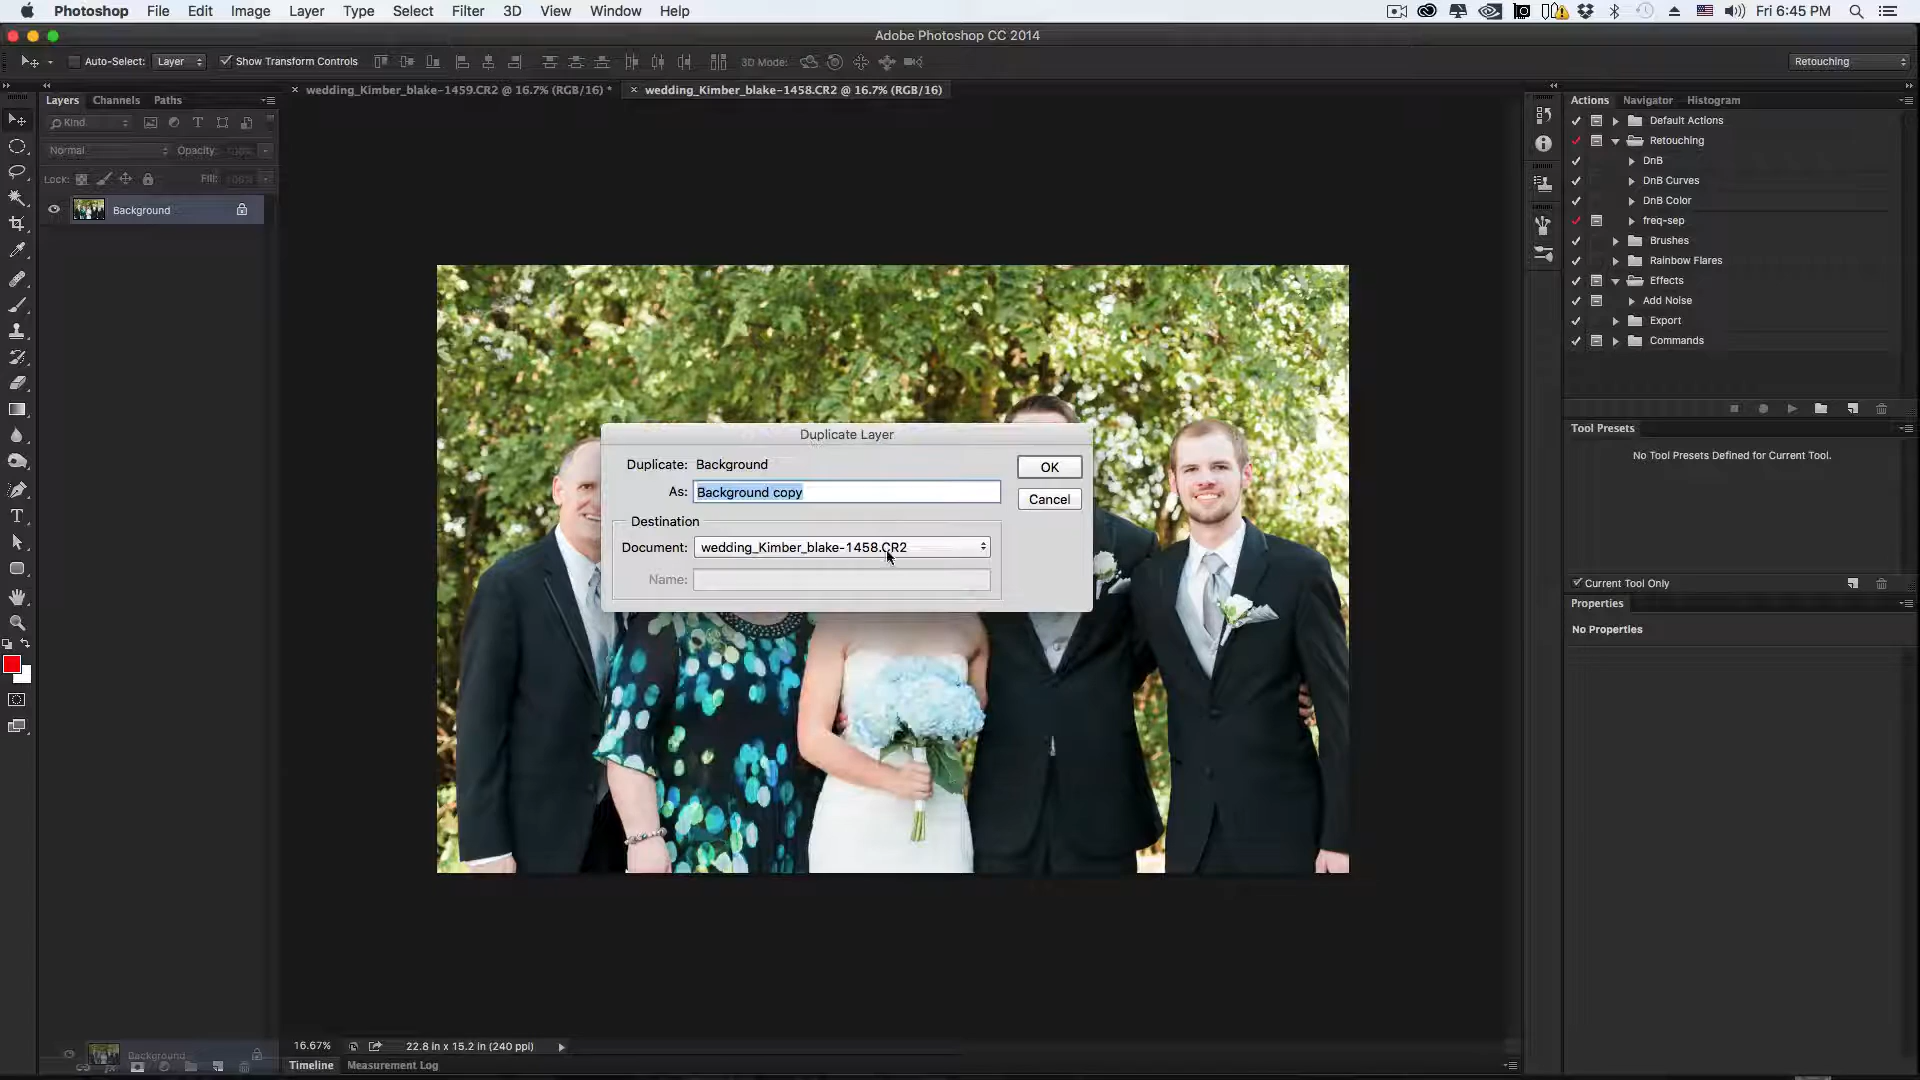 Photoshop File Edit Image Layer Type Select Filter 3D View Window Help Fri 6:45 PM
Adobe Photoshop CC 2014
Auto-Select: Layer Show Transform Controls 3D Mode: Retouching
wedding_Kimber_blake-1459.CR2 @ 16.7% (RGB/16) * wedding_Kimber_blake-1458.CR2 @ 16.7% (RGB/16)
Layers Channels Paths
Kind
Normal Opacity:
Lock: Fill: 100%
Background
Actions Navigator Histogram
Default Actions
Retouching
DnB
DnB Curves
DnB Color
freq-sep
Brushes
Rainbow Flares
Effects
Add Noise
Export
Commands
Tool Presets
No Tool Presets Defined for Current Tool.
Current Tool Only
Properties
No Properties
Duplicate Layer
Duplicate: Background
As: Background copy
OK
Cancel
Destination
Document: wedding_Kimber_blake-1458.CR2
Name:
Background
16.67% 22.8 in x 15.2 in (240 ppi)
Timeline Measurement Log